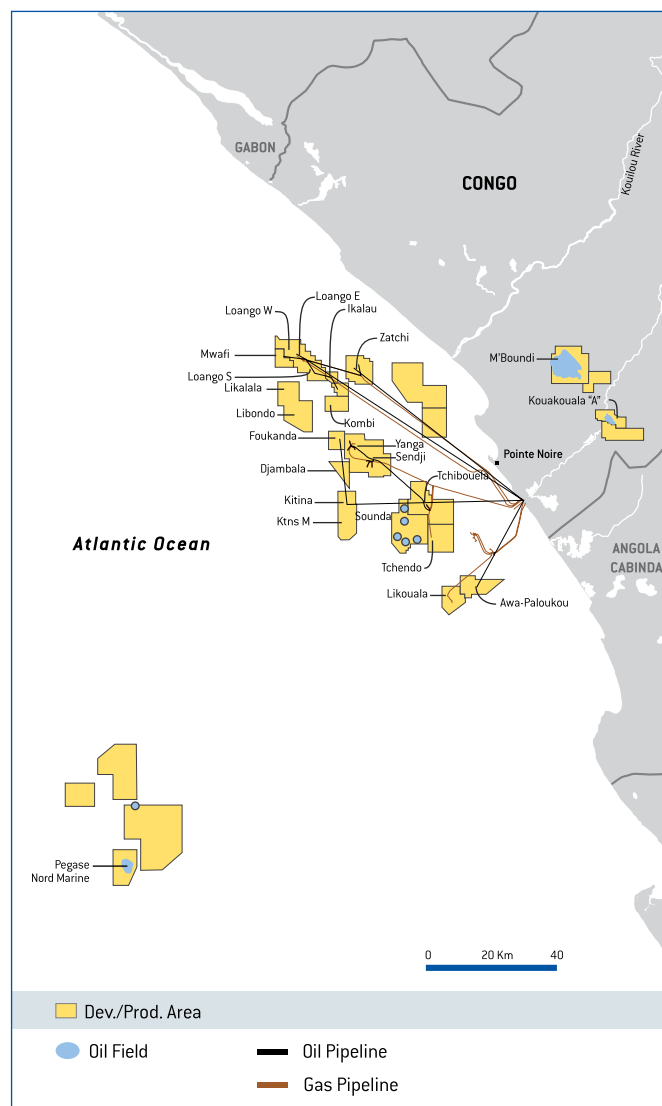 GABON
CONGO
Kouilou River
Loango E
Loango W
Ikalau
Zatchi
Mwafi
M'Boundi
Loango S
Likalala
Kouakouala "A"
Libondo
Kombi
Foukanda
Yanga
Sendji
Pointe Noire
Djambala
Tchibouela
Kitina
Sounda
Ktns M
Atlantic Ocean
ANGOLA
CABINDA
Tchendo
Likouala
Awa-Paloukou
Pegase
Nord Marine
0 20 Km 40
Dev./Prod. Area
Oil Field
Oil Pipeline
Gas Pipeline